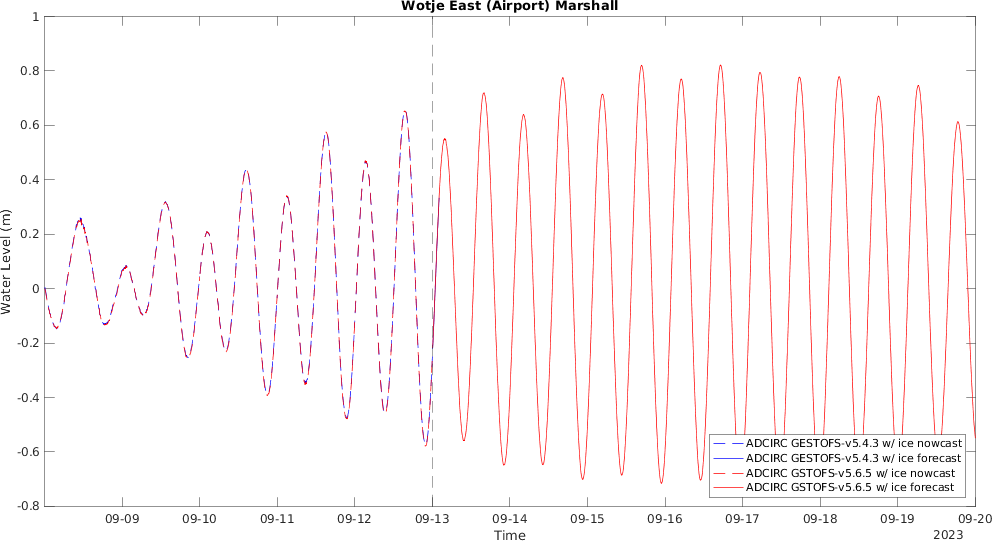 Wotje East (Airport) Marshall
Water Level (m)
1
0.8
0.6
0.4
0.2
0
-0.2
-0.4
-0.6
-0.8
ADCIRC GESTOFS-v5.4.3 w/ ice nowcast
ADCIRC GESTOFS-v5.4.3 w/ ice forecast
ADCIRC GSTOFS-v5.6.5 w/ ice nowcast
ADCIRC GSTOFS-v5.6.5 w/ ice forecast
09-09 09-10 09-11 09-12 09-13 09-14 09-15 09-16 09-17 09-18 09-19 09-20
Time
2023